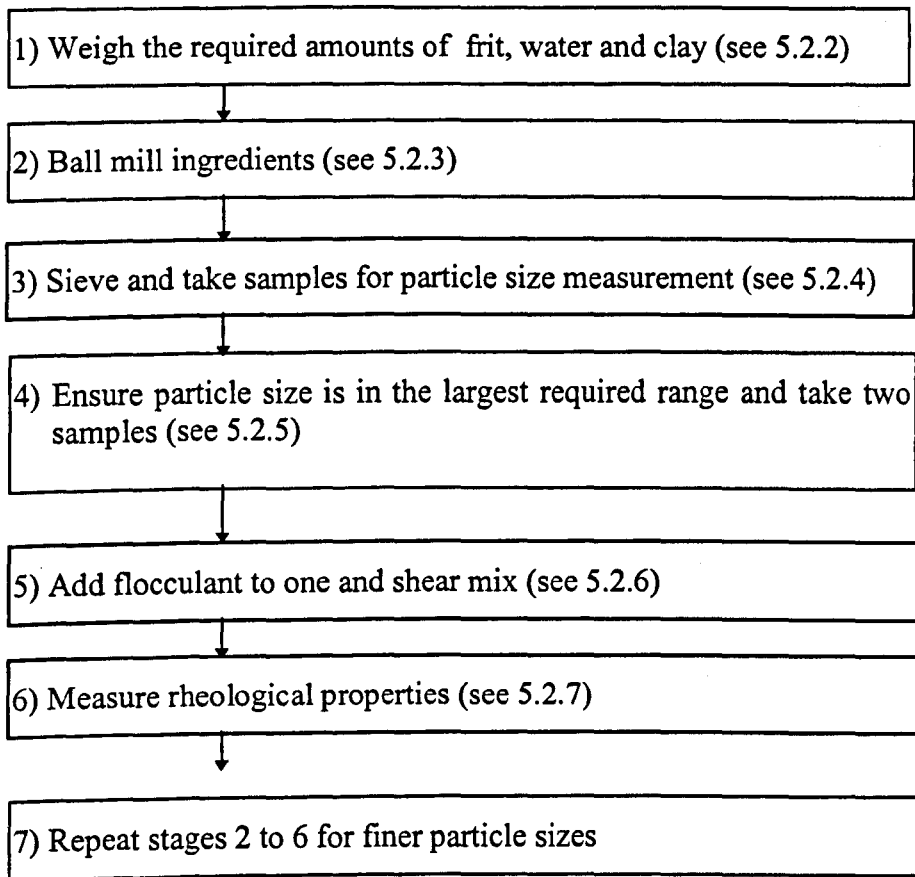 1) Weigh the required amounts of frit, water and clay (see 5.2.2)
2) Ball mill ingredients (see 5.2.3)
3) Sieve and take samples for particle size measurement (see 5.2.4)
4) Ensure particle size is in the largest required range and take two
samples (see 5.2.5)
5) Add flocculant to one and shear mix (see 5.2.6)
6) Measure rheological properties (see 5.2.7)
7) Repeat stages 2 to 6 for finer particle sizes